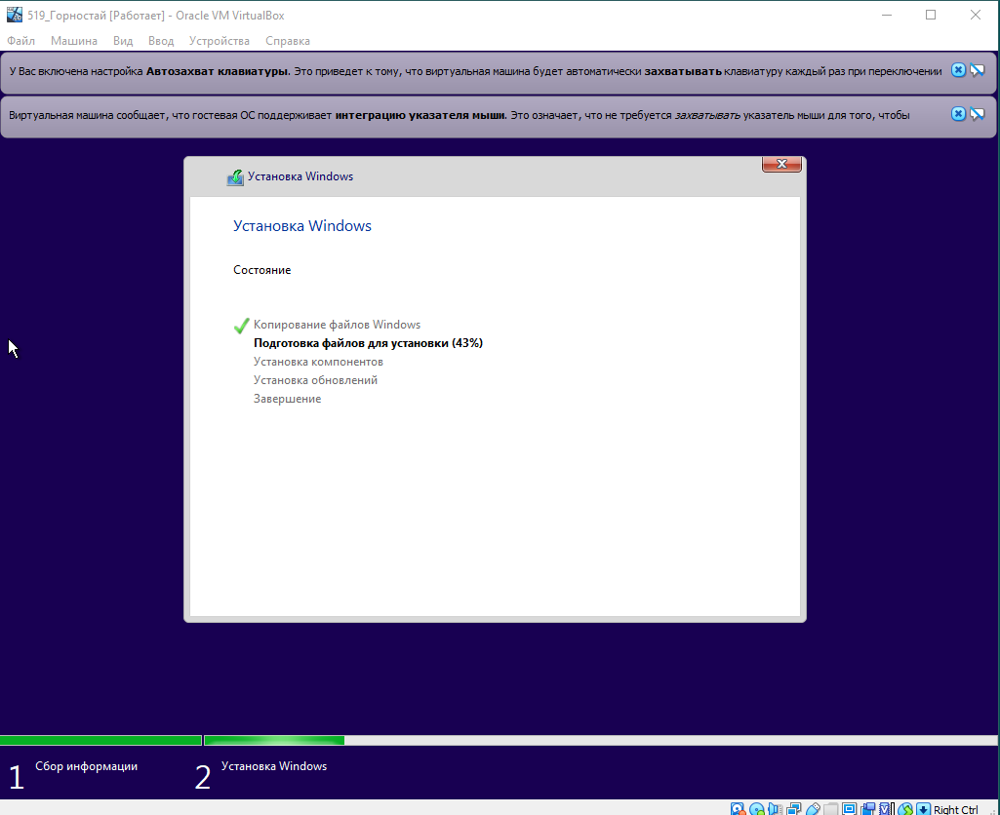 519_Горностай [Работает] - Oracle VM VirtualBox
Файл Машина Вид Ввод Устройства Справка
У Вас включена настройка Автозахват клавиатуры. Это приведет к тому, что виртуальная машина будет автоматически захватывать клавиатуру каждый раз при переключении
Виртуальная машина сообщает, что гостевая ОС поддерживает интеграцию указателя мыши. Это означает, что не требуется захватывать указатель мыши для того, чтобы
Установка Windows
Установка Windows
Состояние
Копирование файлов Windows
Подготовка файлов для установки (43%)
Установка компонентов
Установка обновлений
Завершение
1 Сбор информации
2 Установка Windows
Right Ctrl